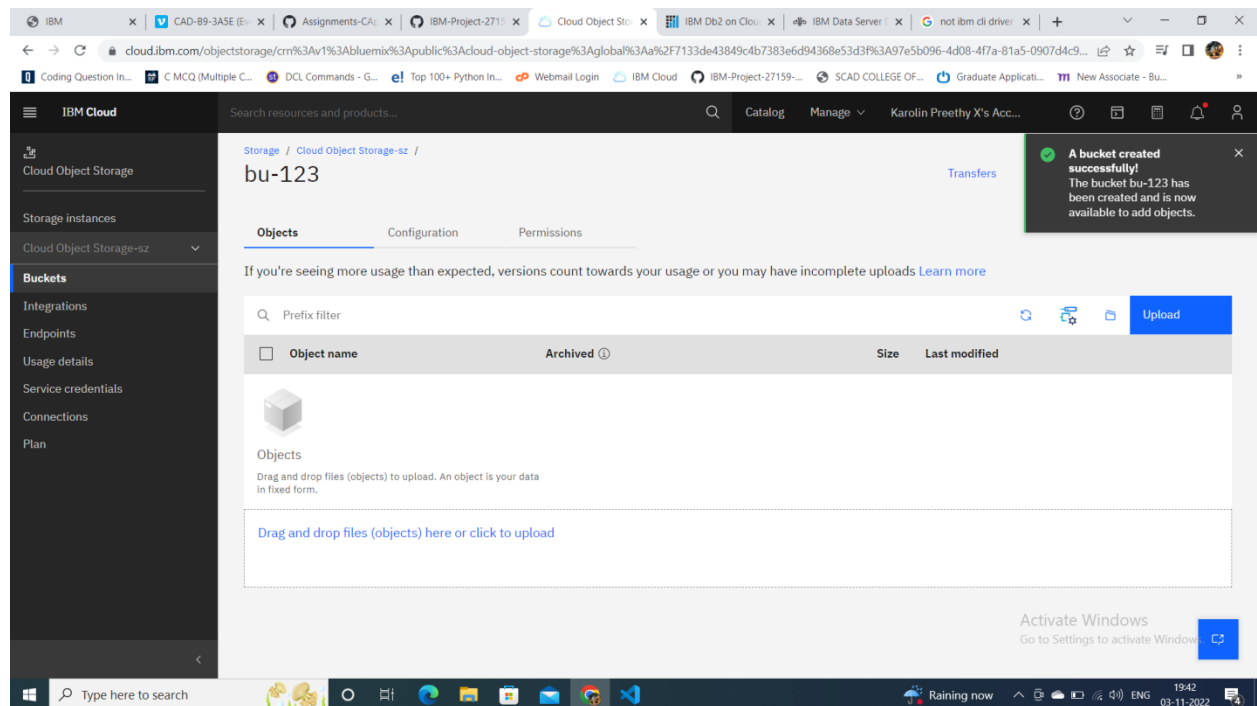 IBM
CAD-B9-3A5E (Ev
Assignments-CA
IBM-Project-2715
Cloud Object Stor
IBM Db2 on Clou
IBM Data Server
not ibm cli driver
cloud.ibm.com/objectstorage/crn%3Av1%3Abluemix%3Apublic%3Acloud-object-storage%3Aglobal%3Aa%2F7133de43849c4b7383e6d94368e53d3f%3A97e5b096-4d08-4f7a-81a5-0907d4c9...
Coding Question In...
C MCQ (Multiple C...
DCL Commands - G...
Top 100+ Python In...
Webmail Login
IBM Cloud
IBM-Project-27159-...
SCAD COLLEGE OF...
Graduate Applicati...
New Associate - Bu...
IBM Cloud
Search resources and products...
Catalog
Manage
Karolin Preethy X's Acc...
Cloud Object Storage
Storage instances
Cloud Object Storage-sz
Buckets
Integrations
Endpoints
Usage details
Service credentials
Connections
Plan
Storage / Cloud Object Storage-sz /
bu-123
Transfers
A bucket created
successfully!
The bucket bu-123 has
been created and is now
available to add objects.
Objects
Configuration
Permissions
If you're seeing more usage than expected, versions count towards your usage or you may have incomplete uploads Learn more
Prefix filter
Upload
Object name
Archived
Size
Last modified
Objects
Drag and drop files (objects) to upload. An object is your data
in fixed form.
Drag and drop files (objects) here or click to upload
Activate Windows
Go to Settings to activate Windows
Type here to search
Raining now
ENG
19:42
03-11-2022